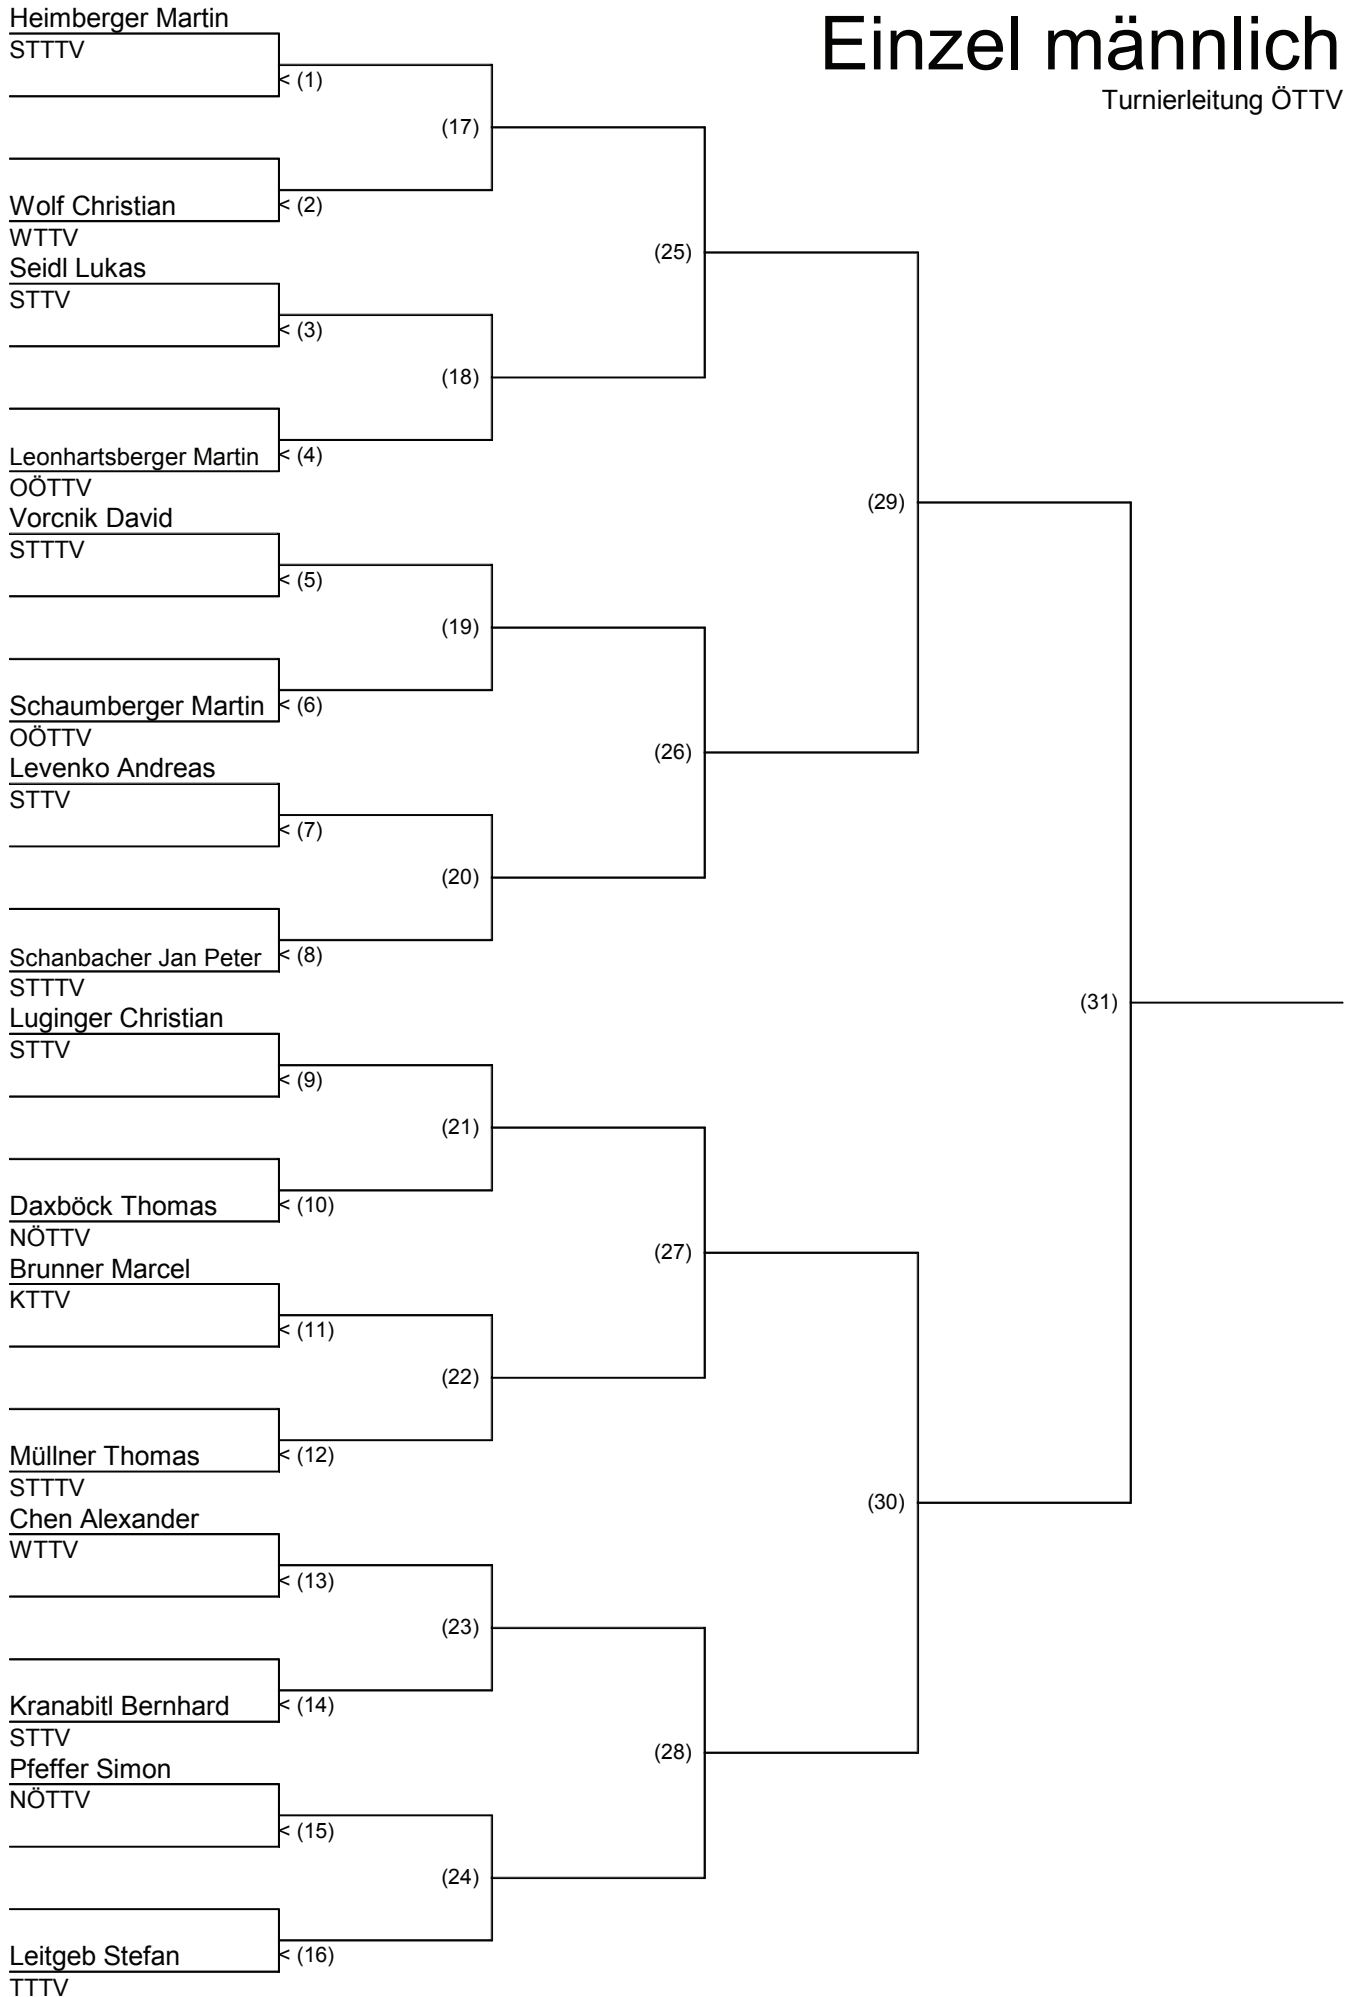 Heimberger Martin
Einzel männlich
STTTV
Turnierleitung ÖTTV
< (1)
(17)
Wolf Christian
< (2)
WTTV
(25)
Seidl Lukas
STTV
< (3)
(18)
Leonhartsberger Martin
< (4)
OÖTTV
(29)
Vorcnik David
STTTV
< (5)
(19)
Schaumberger Martin
< (6)
OÖTTV
(26)
Levenko Andreas
STTV
< (7)
(20)
Schanbacher Jan Peter
< (8)
STTTV
(31)
Luginger Christian
STTV
< (9)
(21)
Daxböck Thomas
< (10)
NÖTTV
(27)
Brunner Marcel
KTTV
< (11)
(22)
Müllner Thomas
< (12)
STTTV
(30)
Chen Alexander
WTTV
< (13)
(23)
Kranabitl Bernhard
< (14)
STTV
(28)
Pfeffer Simon
NÖTTV
< (15)
(24)
Leitgeb Stefan
< (16)
TTTV